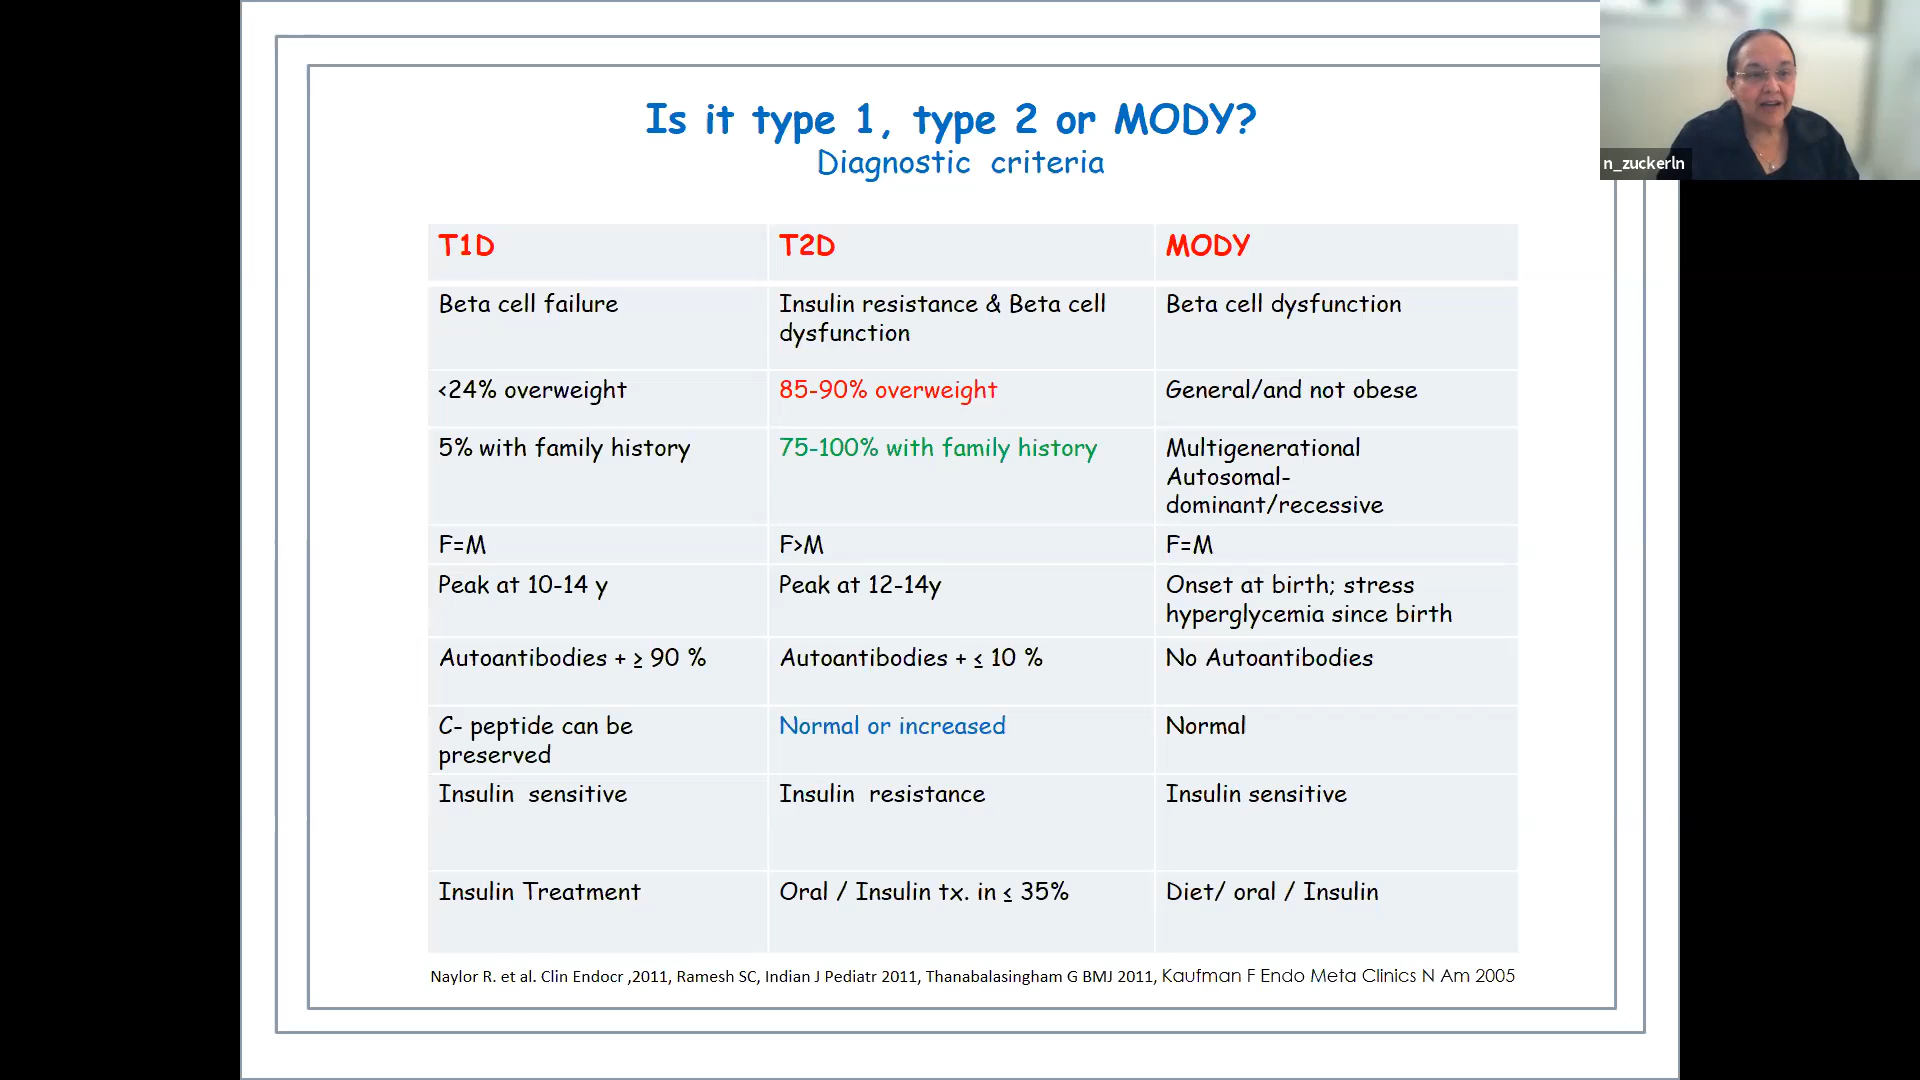 Is it type 1, type 2 or MODY?
Diagnostic criteria
n_zuckerln
T1D
T2D
MODY
Beta cell failure
Insulin resistance & Beta cell
dysfunction
Beta cell dysfunction
<24% overweight
85-90% overweight
General/and not obese
5% with family history
75-100% with family history
Multigenerational
Autosomal-
dominant/recessive
F=M
F>M
F=M
Peak at 10-14 y
Peak at 12-14y
Onset at birth; stress
hyperglycemia since birth
Autoantibodies + ≥ 90 %
Autoantibodies + ≤ 10 %
No Autoantibodies
C- peptide can be
preserved
Normal or increased
Normal
Insulin sensitive
Insulin resistance
Insulin sensitive
Insulin Treatment
Oral / Insulin tx. in ≤ 35%
Diet/ oral / Insulin
Naylor R. et al. Clin Endocr ,2011, Ramesh SC, Indian J Pediatr 2011, Thanabalasingham G BMJ 2011, Kaufman F Endo Meta Clinics N Am 2005